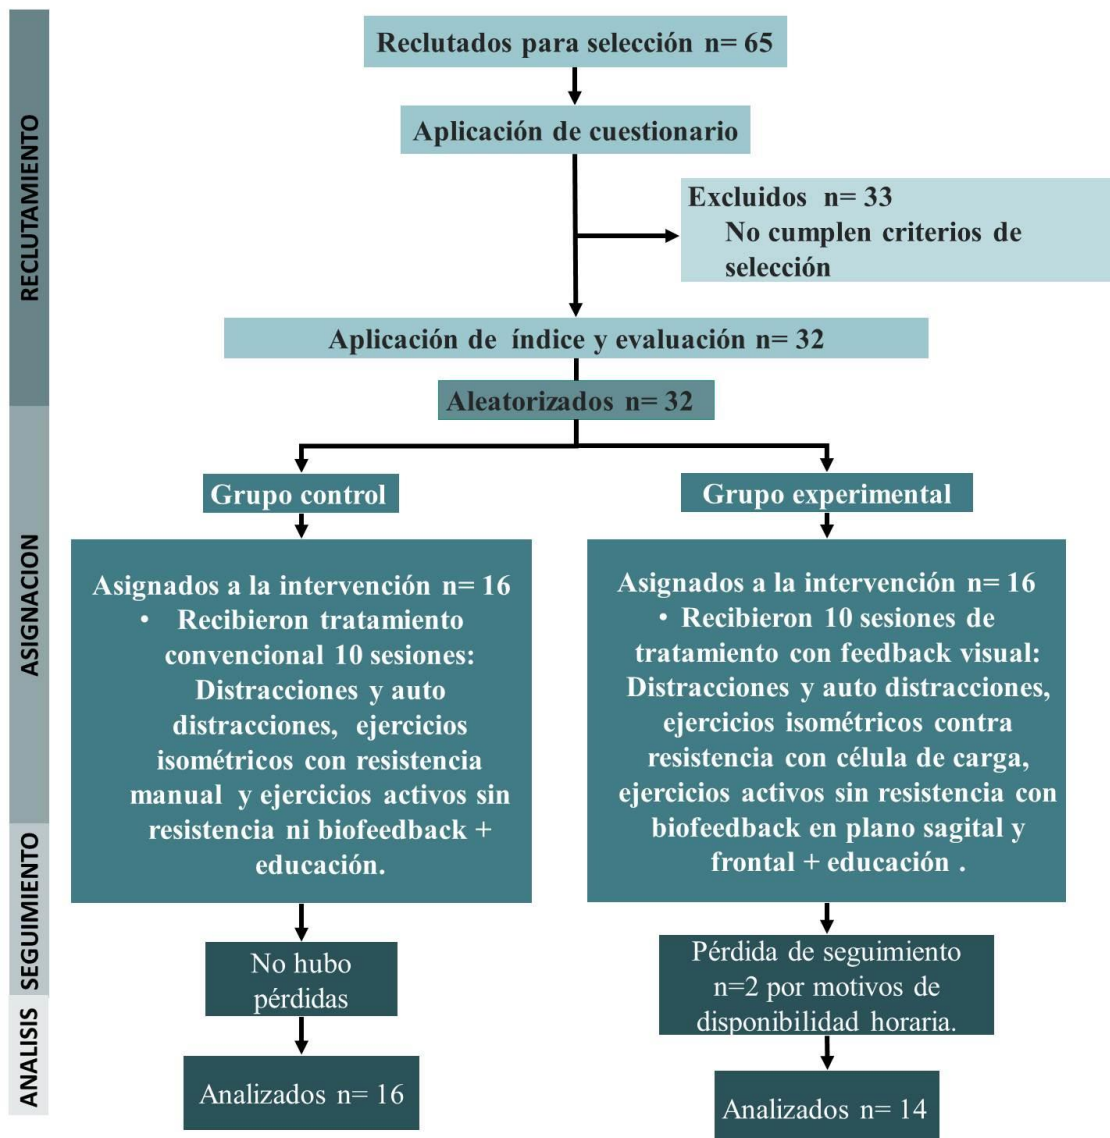 RECLUTAMIENTO
Reclutados para selección n= 65
Aplicación de cuestionario
Excluidos n= 33
No cumplen criterios de
selección
Aplicación de índice y evaluación n= 32
Aleatorizados n= 32
ASIGNACION
Grupo control
Asignados a la intervención n= 16
• Recibieron tratamiento
convencional 10 sesiones:
Distracciones y auto
distracciones, ejercicios
isométricos con resistencia
manual y ejercicios activos sin
resistencia ni biofeedback +
educación.
Grupo experimental
Asignados a la intervención n= 16
• Recibieron 10 sesiones de
tratamiento con feedback visual:
Distracciones y auto distracciones,
ejercicios isométricos contra
resistencia con célula de carga,
ejercicios activos sin resistencia con
biofeedback en plano sagital y
frontal + educación .
SEGUIMIENTO
No hubo
pérdidas
Pérdida de seguimiento
n=2 por motivos de
disponibilidad horaria.
ANALISIS
Analizados n= 16
Analizados n= 14